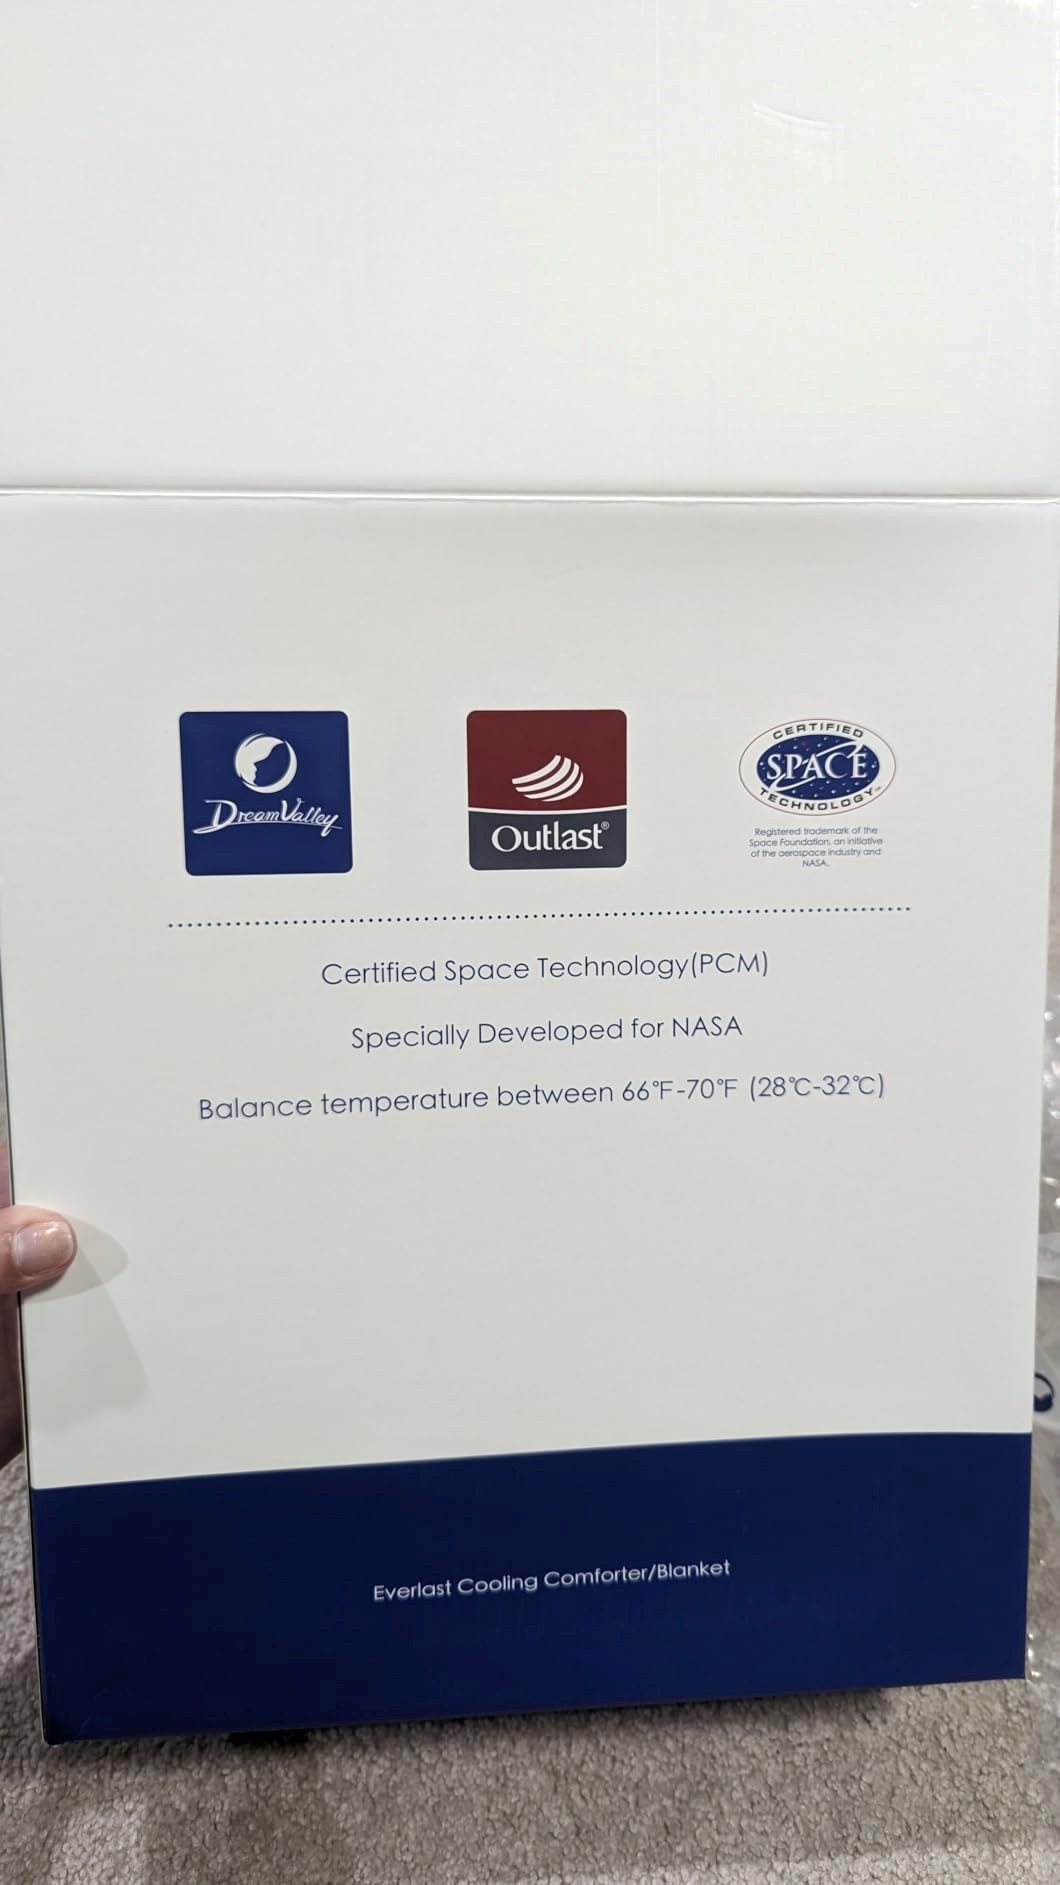 DreamValley
Outlast®
CERTIFIED
SPACE
TECHNOLOGY™
Registered trademark of the
Space Foundation, an initiative
of the aerospace industry and
NASA.
Certified Space Technology(PCM)
Specially Developed for NASA
Balance temperature between 66°F-70°F (28℃-32℃)
Everlast Cooling Comforter/Blanket